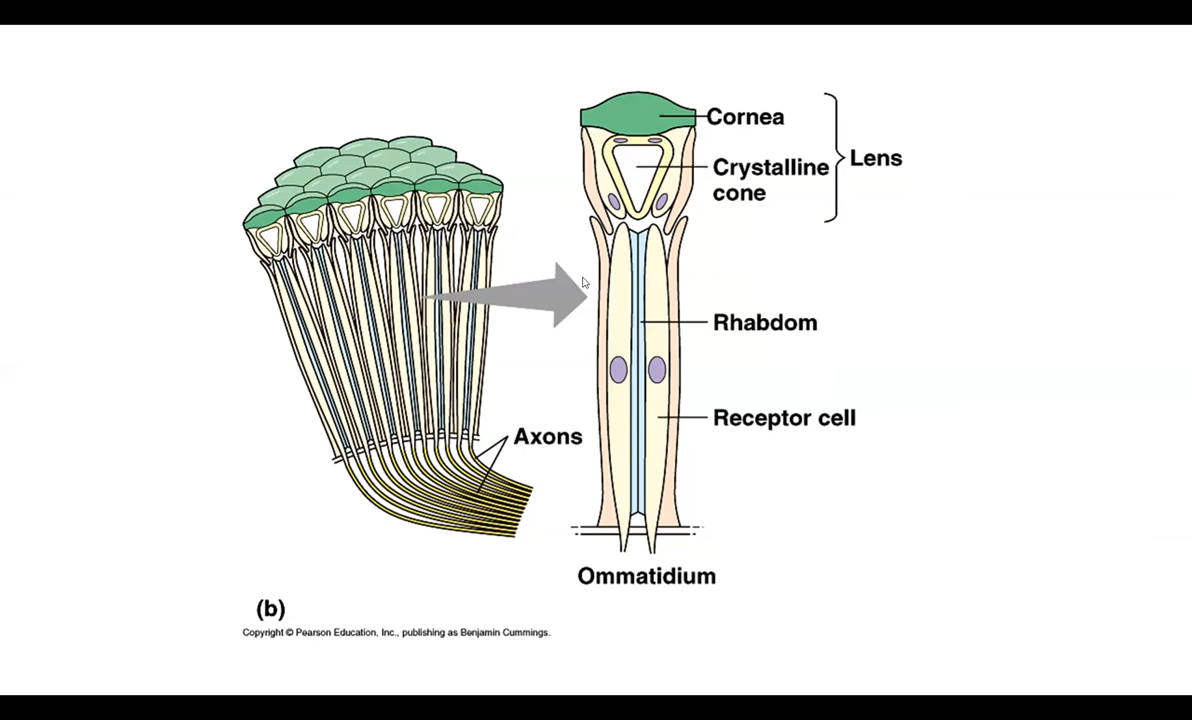 Cornea
Crystalline
cone
Lens
Rhabdom
Receptor cell
Axons
Ommatidium
(b)
Copyright © Pearson Education, Inc., publishing as Benjamin Cummings.